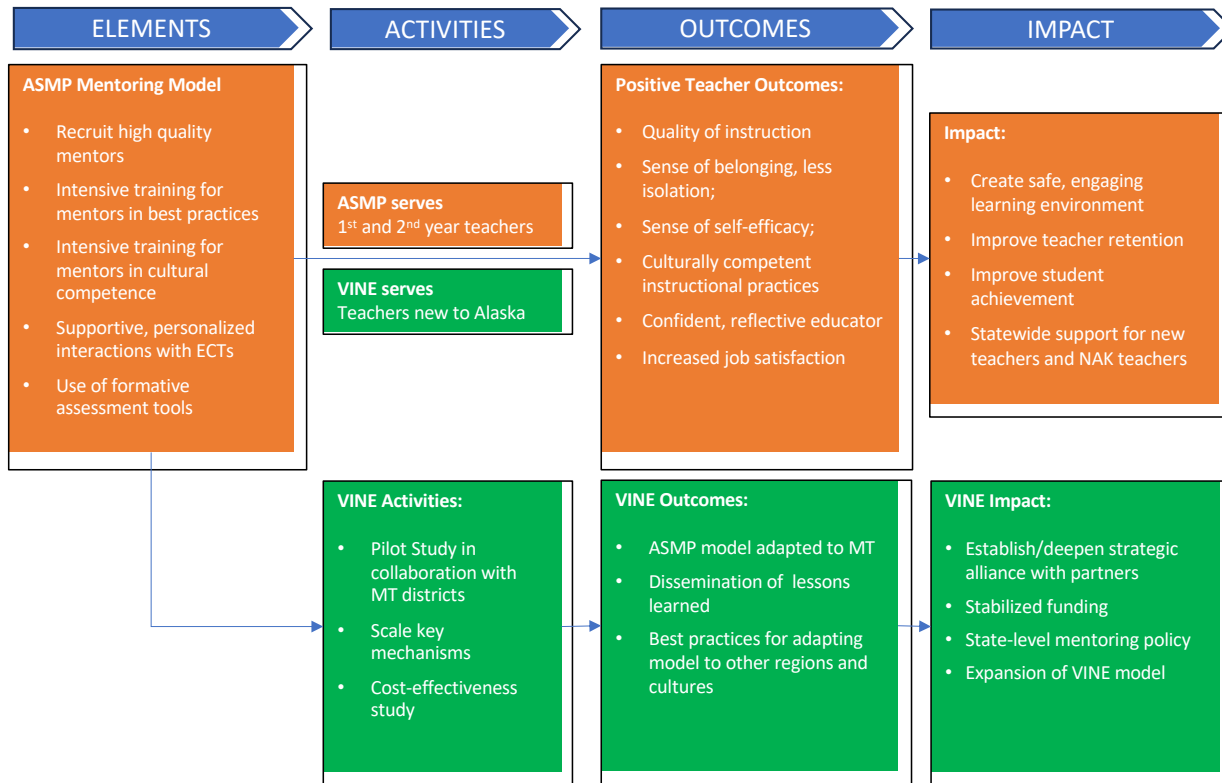 ELEMENTS
ACTIVITIES
OUTCOMES
IMPACT
ASMP Mentoring Model
• Recruit high quality
mentors
• Intensive training for
mentors in best practices
• Intensive training for
mentors in cultural
competence
• Supportive, personalized
interactions with ECTs
• Use of formative
assessment tools
ASMP serves
1st and 2nd year teachers
VINE serves
Teachers new to Alaska
Positive Teacher Outcomes:
• Quality of instruction
• Sense of belonging, less
isolation;
• Sense of self-efficacy;
• Culturally competent
instructional practices
• Confident, reflective educator
• Increased job satisfaction
Impact:
• Create safe, engaging
learning environment
• Improve teacher retention
• Improve student
achievement
• Statewide support for new
teachers and NAK teachers
VINE Activities:
• Pilot Study in
collaboration with
MT districts
• Scale key
mechanisms
• Cost-effectiveness
study
VINE Outcomes:
• ASMP model adapted to MT
• Dissemination of lessons
learned
• Best practices for adapting
model to other regions and
cultures
VINE Impact:
• Establish/deepen strategic
alliance with partners
• Stabilized funding
• State-level mentoring policy
• Expansion of VINE model